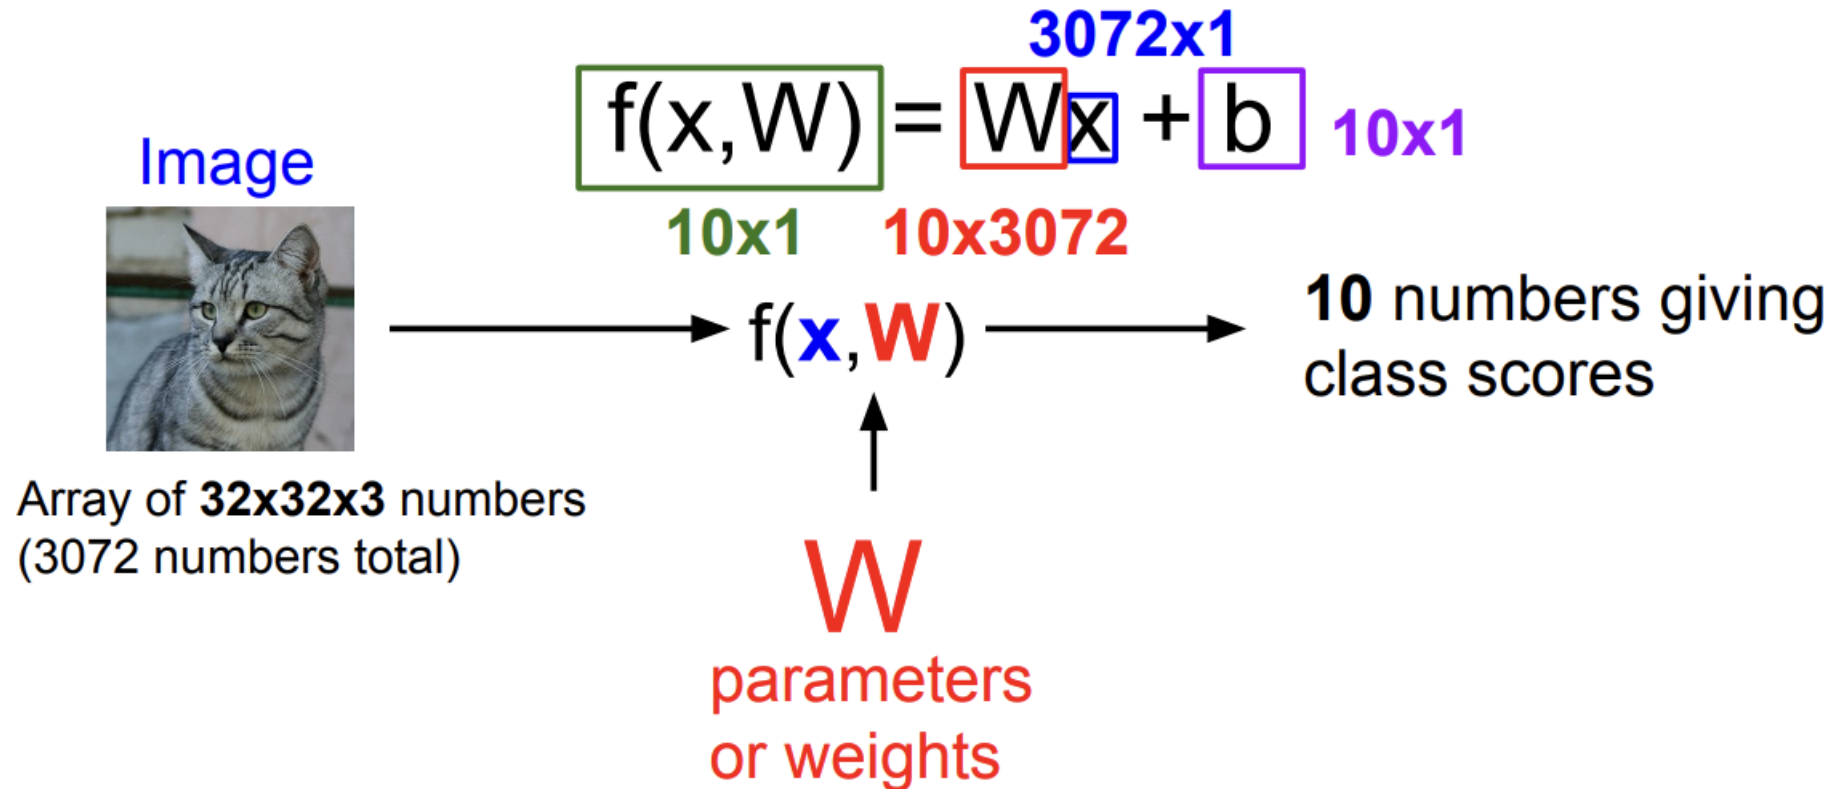 3072x1
f(x,W) = Wx + b 10x1
10x1 10x3072
Image
Array of 32x32x3 numbers
(3072 numbers total)
f(x,W)
10 numbers giving
class scores
W
parameters
or weights